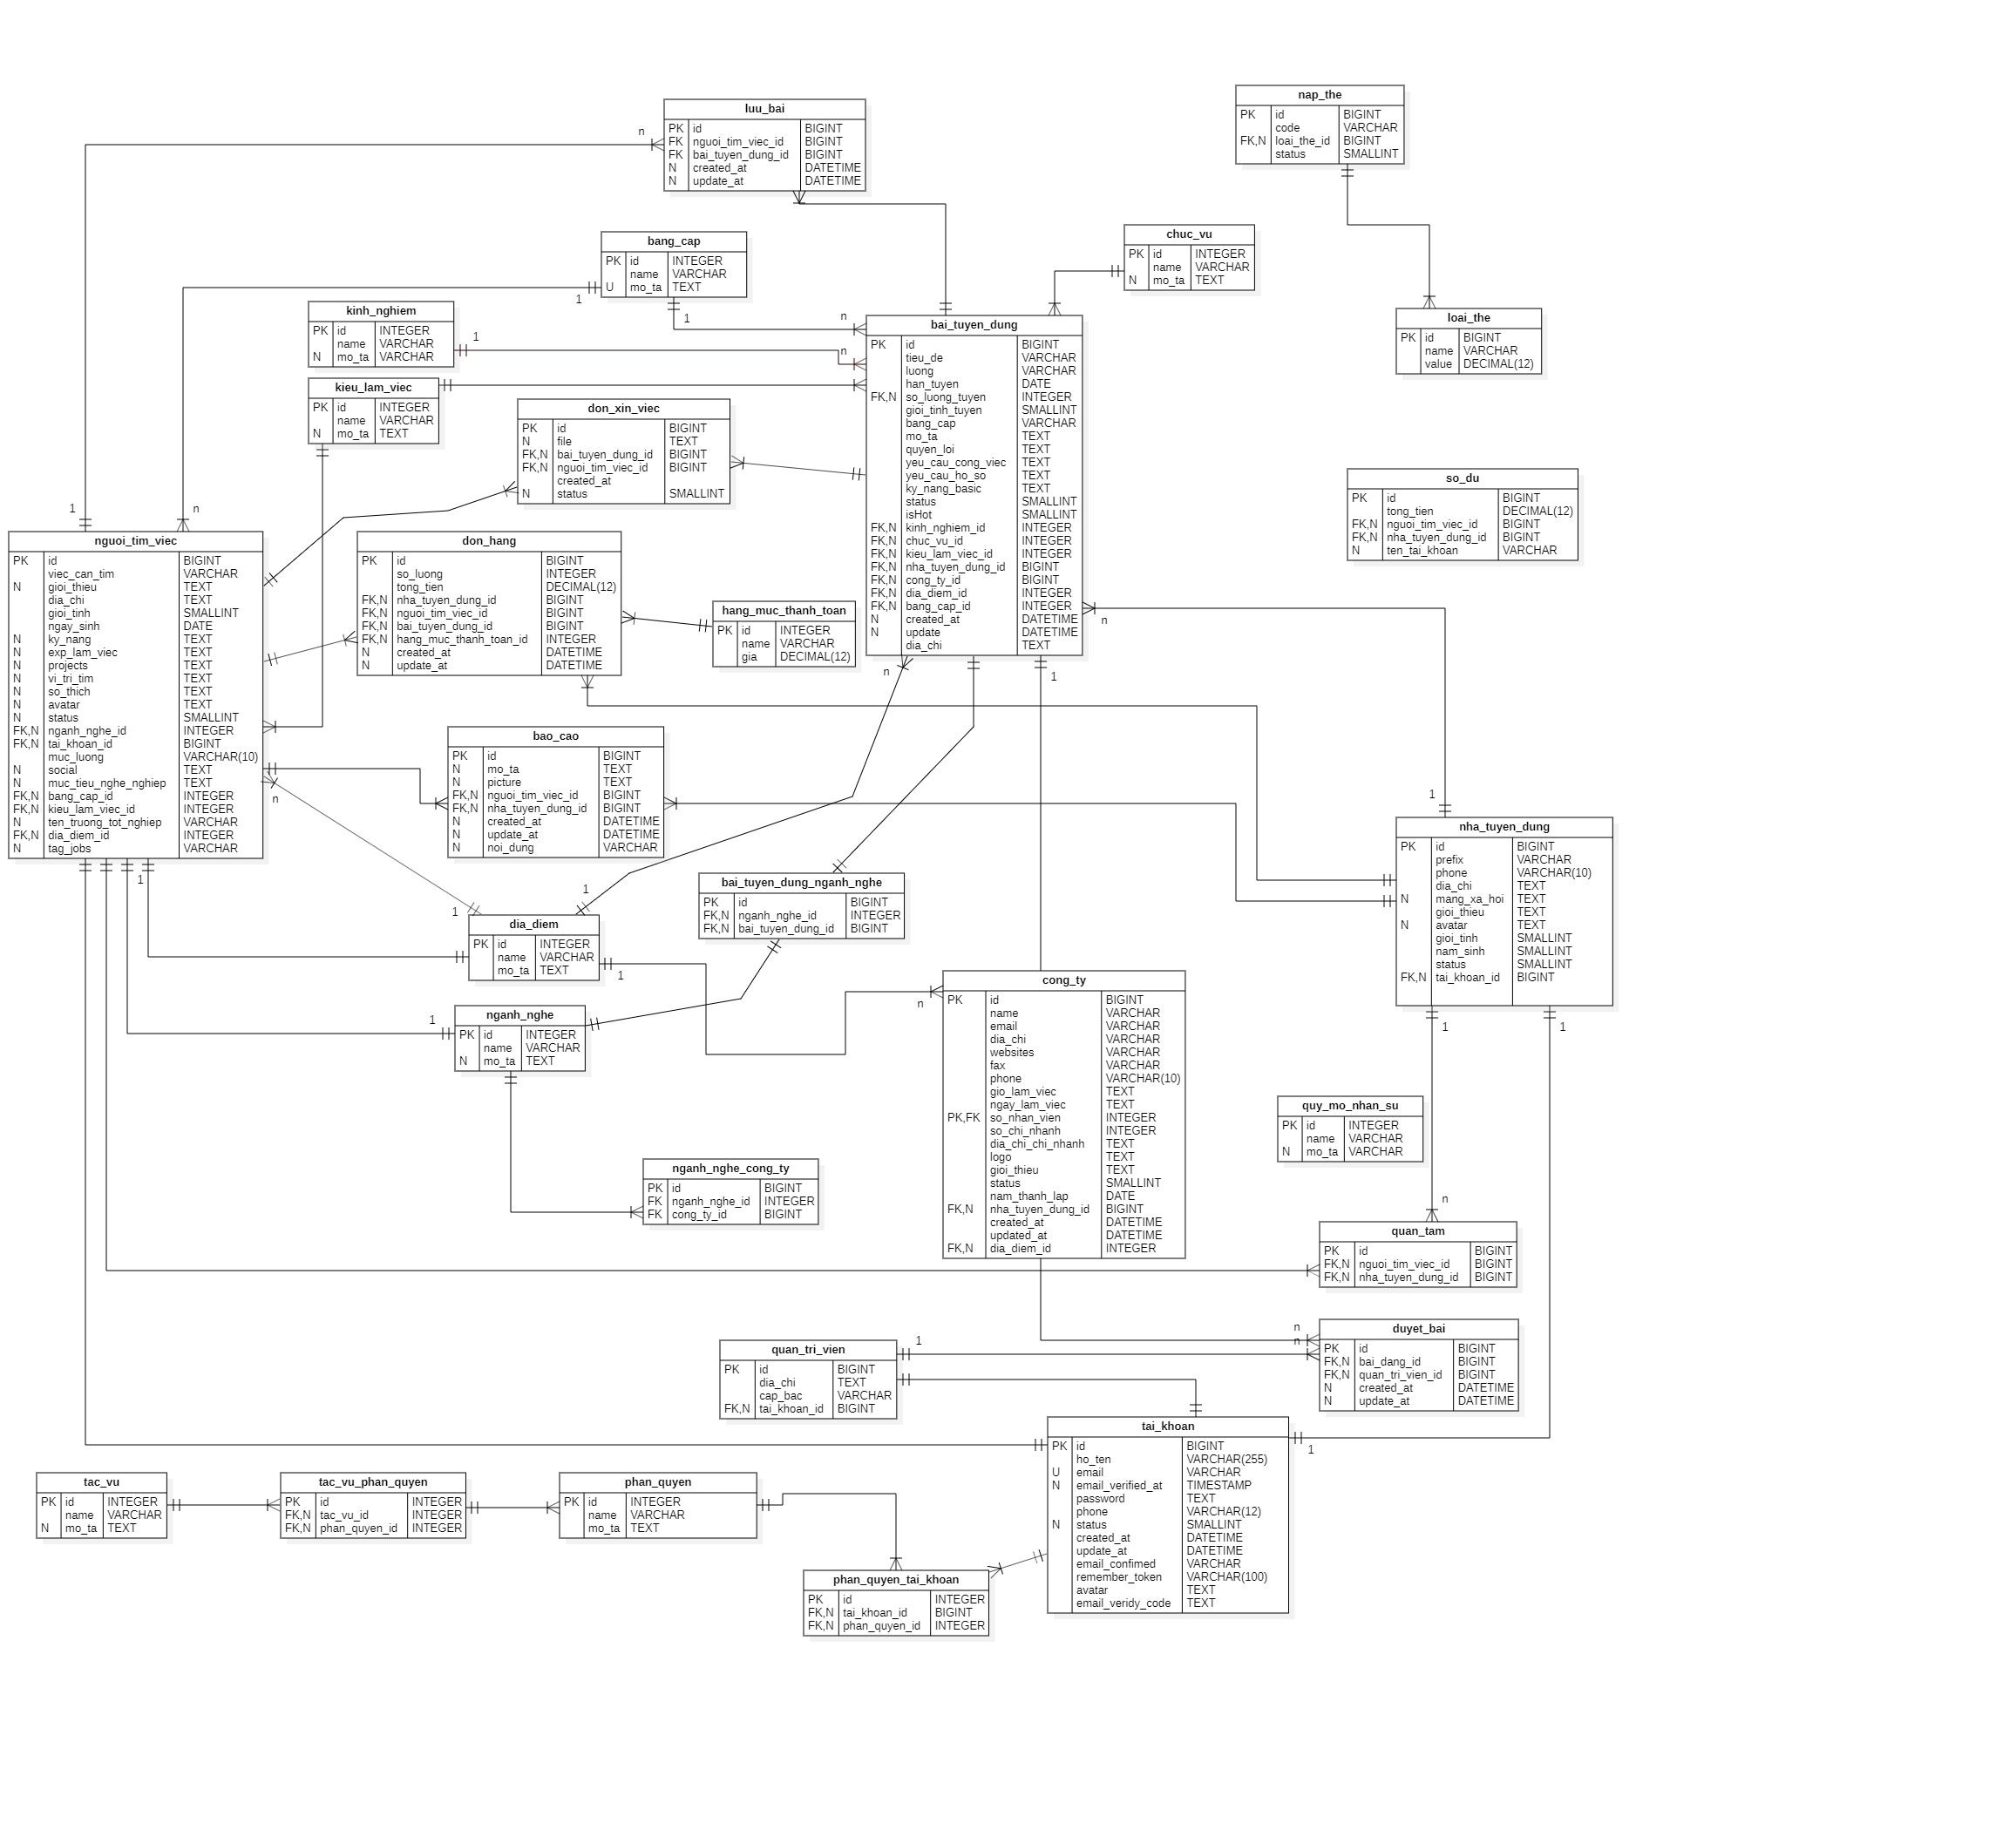 nap_the
PK id BIGINT
code VARCHAR
FK,N loai_the_id BIGINT
status SMALLINT
luu_bai
PK id BIGINT
FK nguoi_tim_viec_id BIGINT
FK bai_tuyen_dung_id BIGINT
N created_at DATETIME
N update_at DATETIME
n
bang_cap
PK id INTEGER
name VARCHAR
U mo_ta TEXT
1
1
chuc_vu
PK id INTEGER
name VARCHAR
N mo_ta TEXT
kinh_nghiem
PK id INTEGER
name VARCHAR
N mo_ta VARCHAR
1
n
n
loai_the
PK id BIGINT
name VARCHAR
value DECIMAL(12)
kieu_lam_viec
PK id INTEGER
name VARCHAR
N mo_ta TEXT
bai_tuyen_dung
PK id BIGINT
tieu_de VARCHAR
luong VARCHAR
han_tuyen DATE
FK,N so_luong_tuyen INTEGER
gioi_tinh_tuyen SMALLINT
bang_cap VARCHAR
mo_ta TEXT
quyen_loi TEXT
yeu_cau_cong_viec TEXT
yeu_cau_ho_so TEXT
ky_nang_basic TEXT
status SMALLINT
isHot SMALLINT
FK,N kinh_nghiem_id INTEGER
FK,N chuc_vu_id INTEGER
FK,N kieu_lam_viec_id INTEGER
FK,N nha_tuyen_dung_id BIGINT
FK,N cong_ty_id BIGINT
FK,N dia_diem_id INTEGER
FK,N bang_cap_id INTEGER
N created_at DATETIME
N update DATETIME
dia_chi TEXT
n
n
1
don_xin_viec
PK id BIGINT
N file TEXT
FK,N bai_tuyen_dung_id BIGINT
FK,N nguoi_tim_viec_id BIGINT
created_at
N status SMALLINT
so_du
PK id BIGINT
tong_tien DECIMAL(12)
FK,N nguoi_tim_viec_id BIGINT
FK,N nha_tuyen_dung_id BIGINT
N ten_tai_khoan VARCHAR
1
n
nguoi_tim_viec
PK id BIGINT
viec_can_tim VARCHAR
N gioi_thieu TEXT
dia_chi TEXT
gioi_tinh SMALLINT
ngay_sinh DATE
N ky_nang TEXT
N exp_lam_viec TEXT
N projects TEXT
N vi_tri_tim TEXT
N so_thich TEXT
N avatar TEXT
N status SMALLINT
FK,N nganh_nghe_id INTEGER
FK,N tai_khoan_id BIGINT
muc_luong VARCHAR(10)
N social TEXT
N muc_tieu_nghe_nghiep TEXT
FK,N bang_cap_id INTEGER
FK,N kieu_lam_viec_id INTEGER
N ten_truong_tot_nghiep VARCHAR
FK,N dia_diem_id INTEGER
N tag_jobs VARCHAR
n
1
don_hang
PK id BIGINT
so_luong INTEGER
tong_tien DECIMAL(12)
FK,N nha_tuyen_dung_id BIGINT
FK,N nguoi_tim_viec_id BIGINT
FK,N bai_tuyen_dung_id BIGINT
FK,N hang_muc_thanh_toan_id INTEGER
N created_at DATETIME
N update_at DATETIME
hang_muc_thanh_toan
PK id INTEGER
name VARCHAR
gia DECIMAL(12)
bao_cao
PK id BIGINT
N mo_ta TEXT
N picture TEXT
FK,N nguoi_tim_viec_id BIGINT
FK,N nha_tuyen_dung_id BIGINT
N created_at DATETIME
N update_at DATETIME
N noi_dung VARCHAR
1
nha_tuyen_dung
PK id BIGINT
prefix VARCHAR
phone VARCHAR(10)
dia_chi TEXT
N mang_xa_hoi TEXT
gioi_thieu TEXT
N avatar TEXT
gioi_tinh SMALLINT
nam_sinh SMALLINT
status SMALLINT
FK,N tai_khoan_id BIGINT
1
1
bai_tuyen_dung_nganh_nghe
PK id BIGINT
FK,N nganh_nghe_id INTEGER
FK,N bai_tuyen_dung_id BIGINT
1
1
dia_diem
PK id INTEGER
name VARCHAR
mo_ta TEXT
1
n
cong_ty
PK id BIGINT
name VARCHAR
email VARCHAR
dia_chi VARCHAR
websites VARCHAR
fax VARCHAR
phone VARCHAR(10)
gio_lam_viec TEXT
ngay_lam_viec TEXT
PK,FK so_nhan_vien INTEGER
so_chi_nhanh INTEGER
dia_chi_chi_nhanh TEXT
logo TEXT
gioi_thieu TEXT
status SMALLINT
nam_thanh_lap DATE
FK,N nha_tuyen_dung_id BIGINT
created_at DATETIME
updated_at DATETIME
FK,N dia_diem_id INTEGER
1
nganh_nghe
PK id INTEGER
name VARCHAR
N mo_ta TEXT
quy_mo_nhan_su
PK id INTEGER
name VARCHAR
N mo_ta VARCHAR
nganh_nghe_cong_ty
PK id BIGINT
FK nganh_nghe_id INTEGER
FK cong_ty_id BIGINT
n
quan_tam
PK id BIGINT
FK,N nguoi_tim_viec_id BIGINT
FK,N nha_tuyen_dung_id BIGINT
n
n
duyet_bai
PK id BIGINT
FK,N bai_dang_id BIGINT
FK,N quan_tri_vien_id BIGINT
N created_at DATETIME
N update_at DATETIME
1
quan_tri_vien
PK id BIGINT
dia_chi TEXT
cap_bac VARCHAR
FK,N tai_khoan_id BIGINT
tai_khoan
PK id BIGINT
ho_ten VARCHAR(255)
U email VARCHAR
N email_verified_at TIMESTAMP
password TEXT
phone VARCHAR(12)
N status SMALLINT
created_at DATETIME
update_at DATETIME
email_confimed VARCHAR
remember_token VARCHAR(100)
avatar TEXT
email_veridy_code TEXT
1
tac_vu
PK id INTEGER
name VARCHAR
N mo_ta TEXT
tac_vu_phan_quyen
PK id INTEGER
FK,N tac_vu_id INTEGER
FK,N phan_quyen_id INTEGER
phan_quyen
PK id INTEGER
name VARCHAR
mo_ta TEXT
phan_quyen_tai_khoan
PK id INTEGER
FK,N tai_khoan_id BIGINT
FK,N phan_quyen_id INTEGER